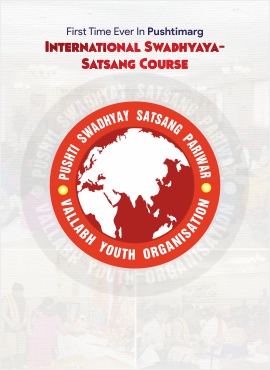 First Time Ever In Pushtimarg
INTERNATIONAL SWADHYAYA-
SATSANG COURSE
PUSHTI SWADHYAY SATSANG PARIWAR
VALLABH YOUTH ORGANISATION